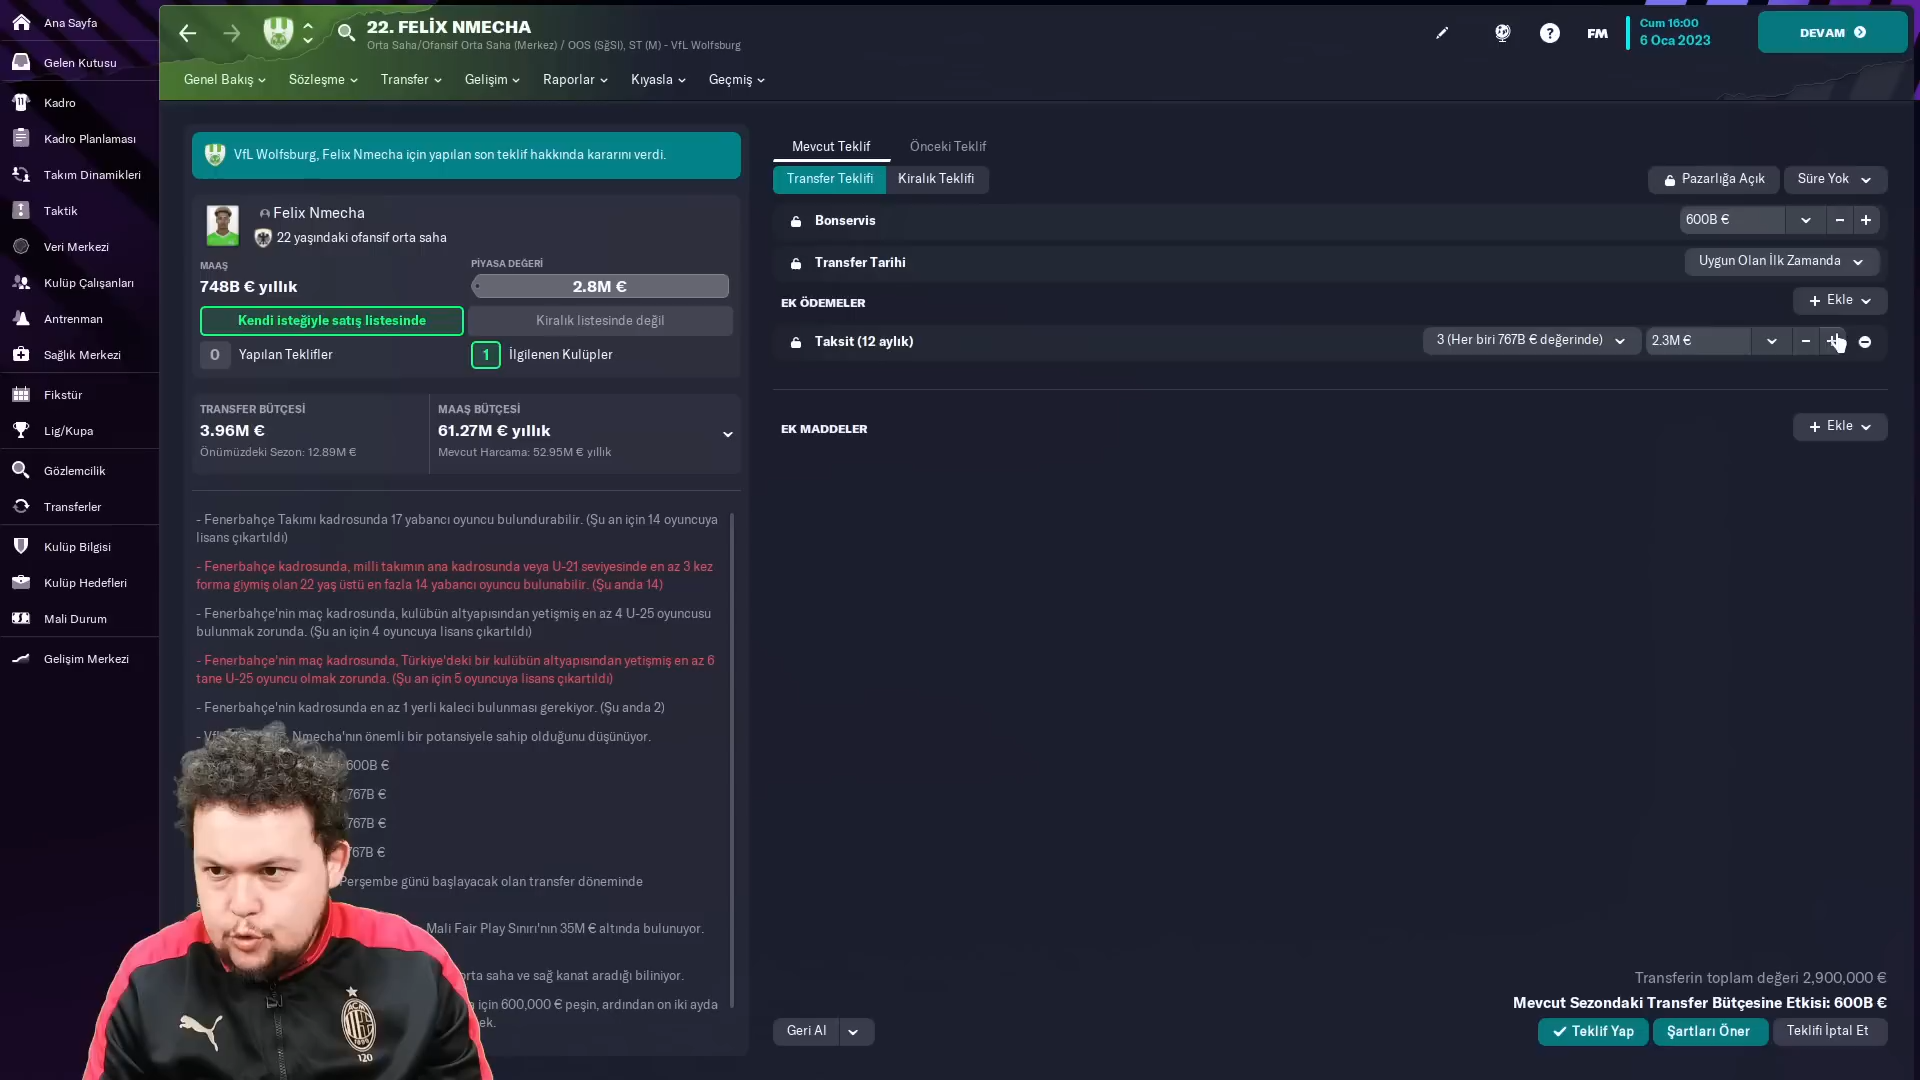 Ana Sayfa
Gelen Kutusu
Kadro
Kadro Planlaması
Takım Dinamikleri
Taktik
Veri Merkezi
Kulüp Çalışanları
Antrenman
Sağlık Merkezi
Fikstür
Lig/Kupa
Gözlemcilik
Transferler
Kulüp Bilgisi
Kulüp Hedefleri
Mali Durum
Gelişim Merkezi
22. FELİX NMECHA
Orta Saha/Ofansif Orta Saha (Merkez) / OOS (SğSl), ST (M) - VfL Wolfsburg
FM
Cum 16:00
6 Oca 2023
DEVAM
Genel Bakış
Sözleşme
Transfer
Gelişim
Raporlar
Kıyasla
Geçmiş
VfL Wolfsburg, Felix Nmecha için yapılan son teklif hakkında kararını verdi.
Felix Nmecha
22 yaşındaki ofansif orta saha
MAAŞ
748B € yıllık
PİYASA DEĞERİ
2.8M €
Kendi isteğiyle satış listesinde
Kiralık listesinde değil
0 Yapılan Teklifler
1 İlgilenen Kulüpler
TRANSFER BÜTÇESİ
3.96M €
Önümüzdeki Sezon: 12.89M €
MAAŞ BÜTÇESİ
61.27M € yıllık
Mevcut Harcama: 52.95M € yıllık
- Fenerbahçe Takımı kadrosunda 17 yabancı oyuncu bulundurabilir. (Şu an için 14 oyuncuya
lisans çıkartıldı)
- Fenerbahçe kadrosunda, milli takımın ana kadrosunda veya U-21 seviyesinde en az 3 kez
forma giymiş olan 22 yaş üstü en fazla 14 yabancı oyuncu bulunabilir. (Şu anda 14)
- Fenerbahçe'nin maç kadrosunda, kulübün altyapısından yetişmiş en az 4 U-25 oyuncusu
bulunmak zorunda. (Şu an için 4 oyuncuya lisans çıkartıldı)
- Fenerbahçe'nin maç kadrosunda, Türkiye'deki bir kulübün altyapısından yetişmiş en az 6
tane U-25 oyuncu olmak zorunda. (Şu an için 5 oyuncuya lisans çıkartıldı)
- Fenerbahçe'nin kadrosunda en az 1 yerli kaleci bulunması gerekiyor. (Şu anda 2)
Nmecha'nın önemli bir potansiyele sahip olduğunu düşünüyor.
600B €
767B €
767B €
767B €
Perşembe günü başlayacak olan transfer döneminde
Mali Fair Play Sınırı'nın 35M € altında bulunuyor.
orta saha ve sağ kanat aradığı biliniyor.
için 600,000 € peşin, ardından on iki ayda
Mevcut Teklif
Önceki Teklif
Transfer Teklifi
Kiralık Teklifi
Pazarlığa Açık
Süre Yok
Bonservis
600B €
Transfer Tarihi
Uygun Olan İlk Zamanda
EK ÖDEMELER
Ekle
Taksit (12 aylık)
3 (Her biri 767B € değerinde)
2.3M €
EK MADDELER
Ekle
Transferin toplam değeri 2,900,000 €
Mevcut Sezondaki Transfer Bütçesine Etkisi: 600B €
Geri Al
Teklif Yap
Şartları Öner
Teklifi İptal Et
ACM
120